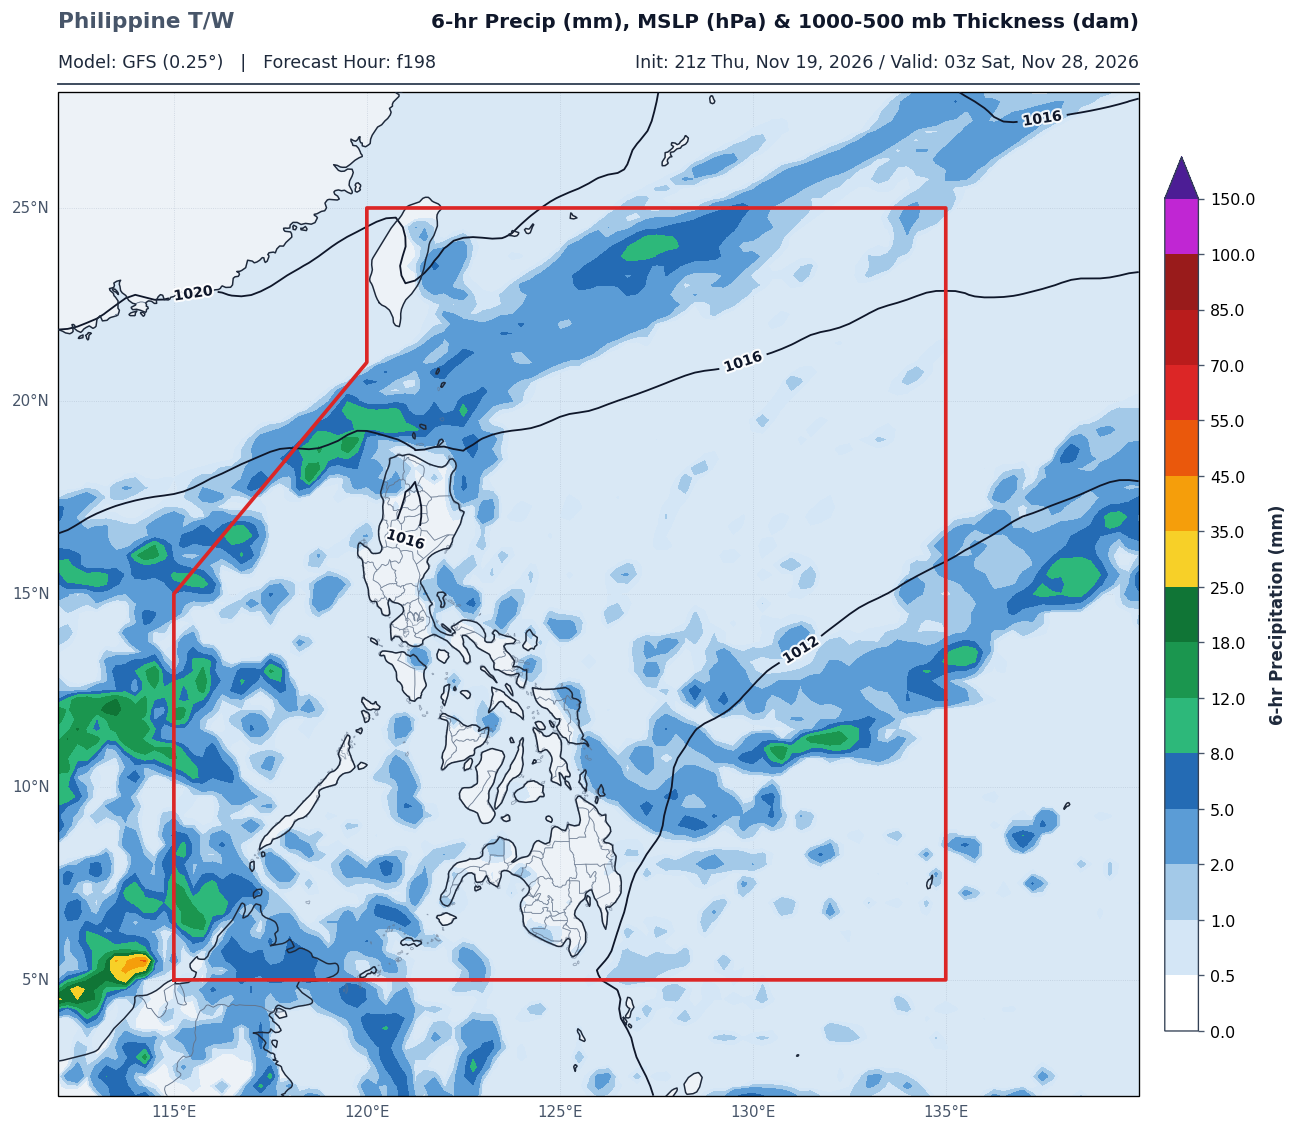 Philippine T/W
6-hr Precip (mm), MSLP (hPa) & 1000-500 mb Thickness (dam)
Model: GFS (0.25°)   |   Forecast Hour: f198
Init: 21z Thu, Nov 19, 2026 / Valid: 03z Sat, Nov 28, 2026
1016
25°N
1020
1016
20°N
1016
15°N
1012
10°N
5°N
115°E
120°E
125°E
130°E
135°E
150.0
100.0
85.0
70.0
55.0
45.0
35.0
25.0
18.0
12.0
8.0
5.0
2.0
1.0
0.5
0.0
6-hr Precipitation (mm)